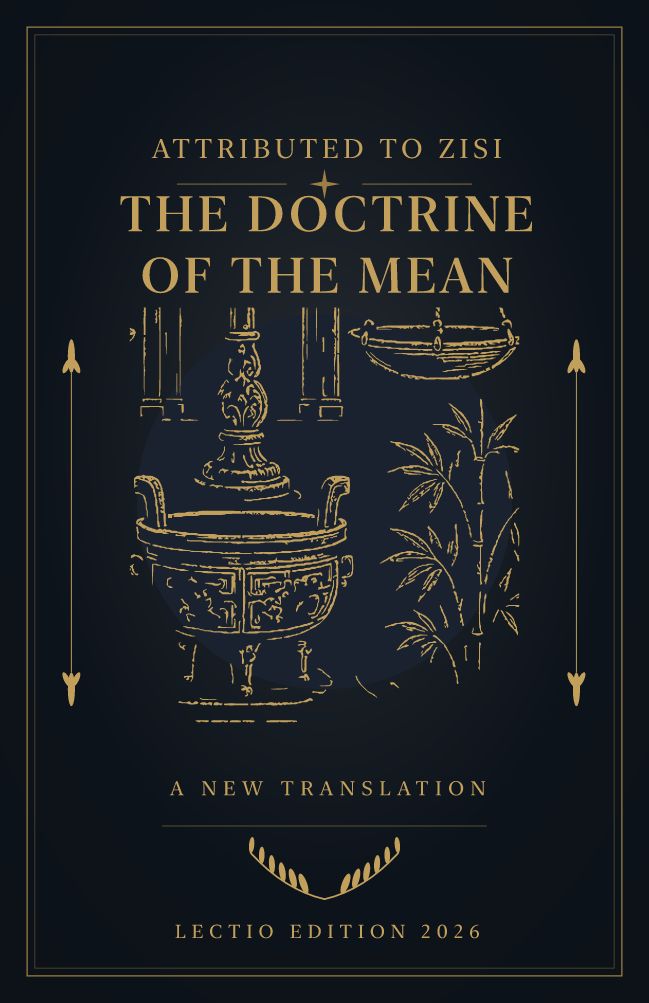 ATTRIBUTED TO ZISI
THE DOCTRINE
OF THE MEAN
A NEW TRANSLATION
LECTIO EDITION 2026